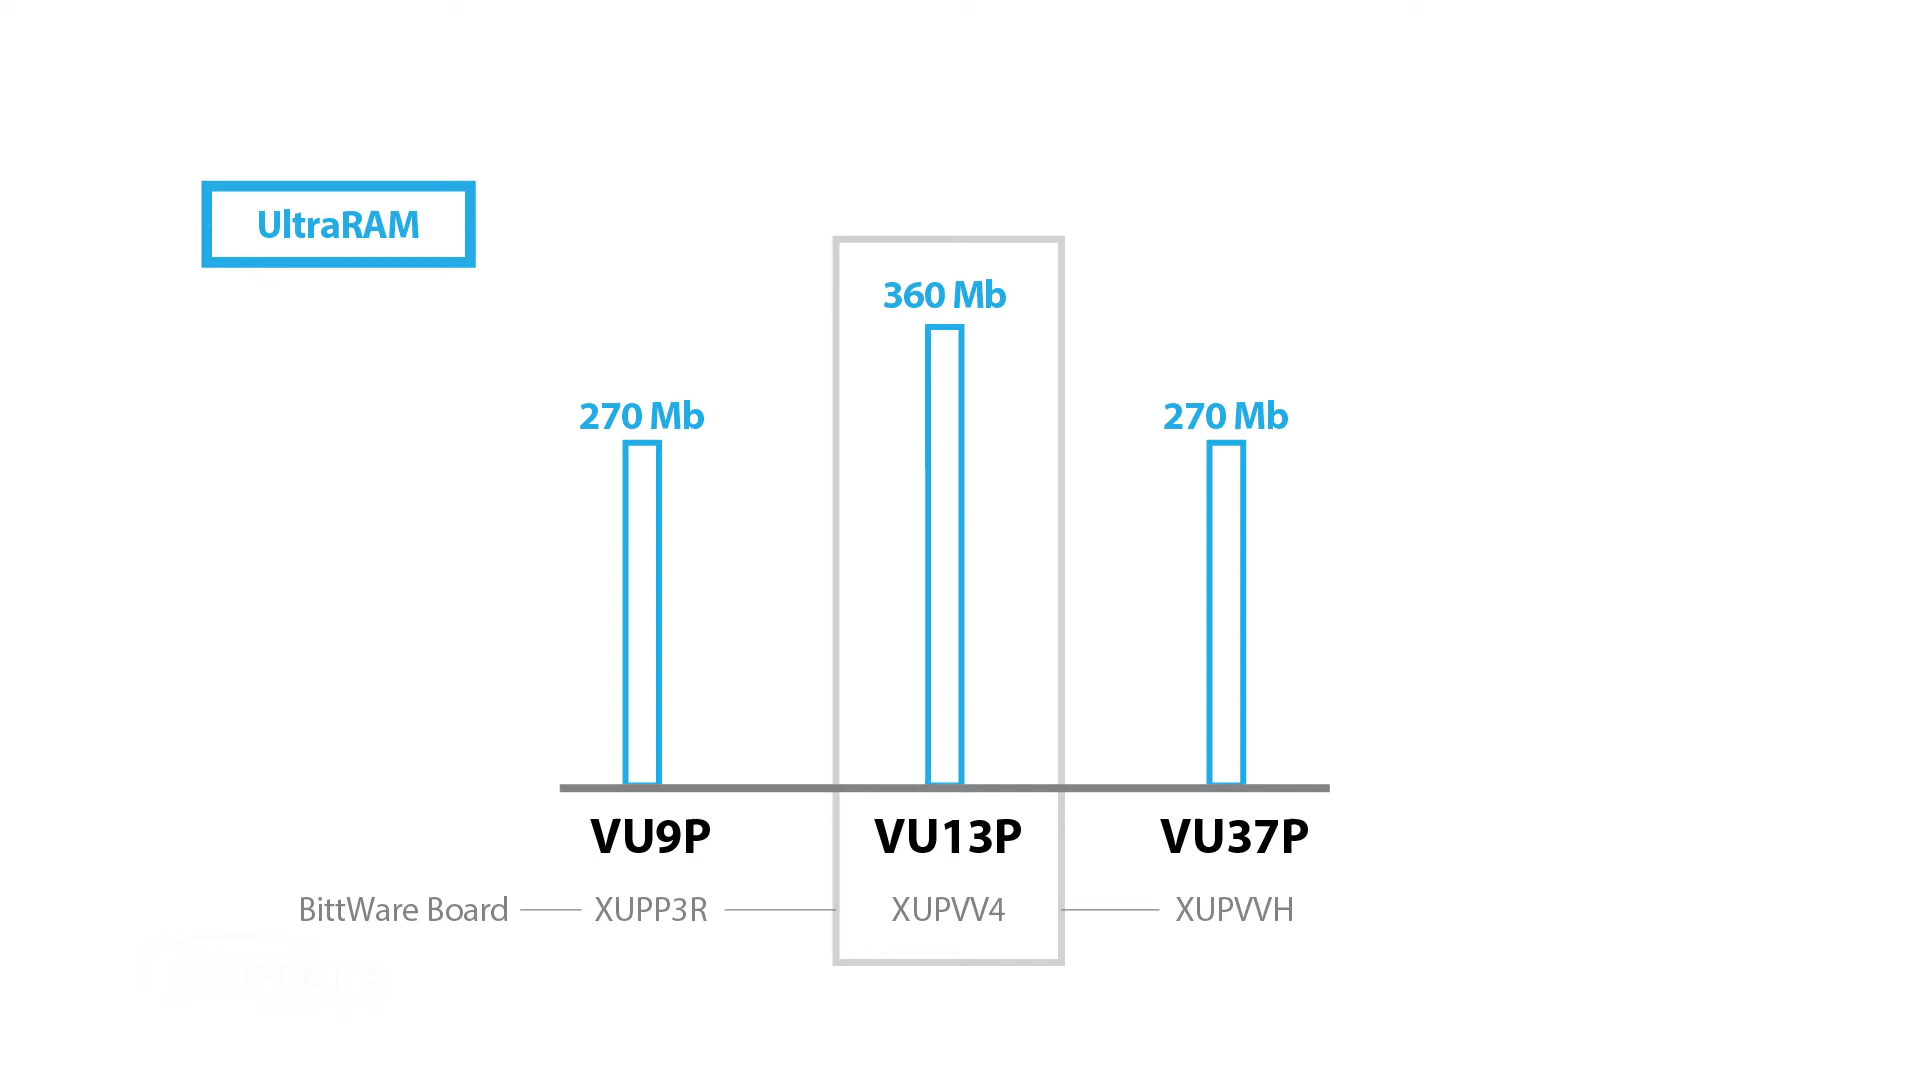 UltraRAM
360 Mb
270 Mb
270 Mb
VU9P
VU13P
VU37P
BittWare Board
XUPP3R
XUPVV4
XUPVVH